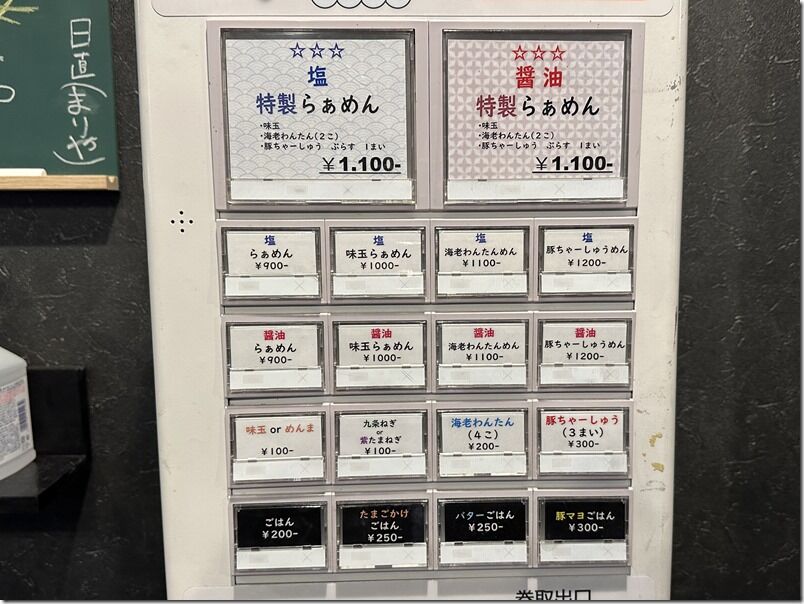 日直(まりや)
☆☆☆
塩
特製らぁめん
・味玉
・海老わんたん(2こ)
・豚ちゃーしゅう ぷらす 1まい
¥1.100-
☆☆☆
醤油
特製らぁめん
・味玉
・海老わんたん(2こ)
・豚ちゃーしゅう ぷらす 1まい
¥1.100-
塩
らぁめん
¥900-
塩
味玉らぁめん
¥1000-
塩
海老わんたんめん
¥1100-
塩
豚ちゃーしゅうめん
¥1200-
醤油
らぁめん
¥900-
醤油
味玉らぁめん
¥1000-
醤油
海老わんたんめん
¥1100-
醤油
豚ちゃーしゅうめん
¥1200-
味玉 or めんま
¥100-
九条ねぎ
or
紫たまねぎ
¥100-
海老わんたん
(4こ)
¥200-
豚ちゃーしゅう
(3まい)
¥300-
ごはん
¥200-
たまごかけ
ごはん
¥250-
バターごはん
¥250-
豚マヨごはん
¥300-
券取出口